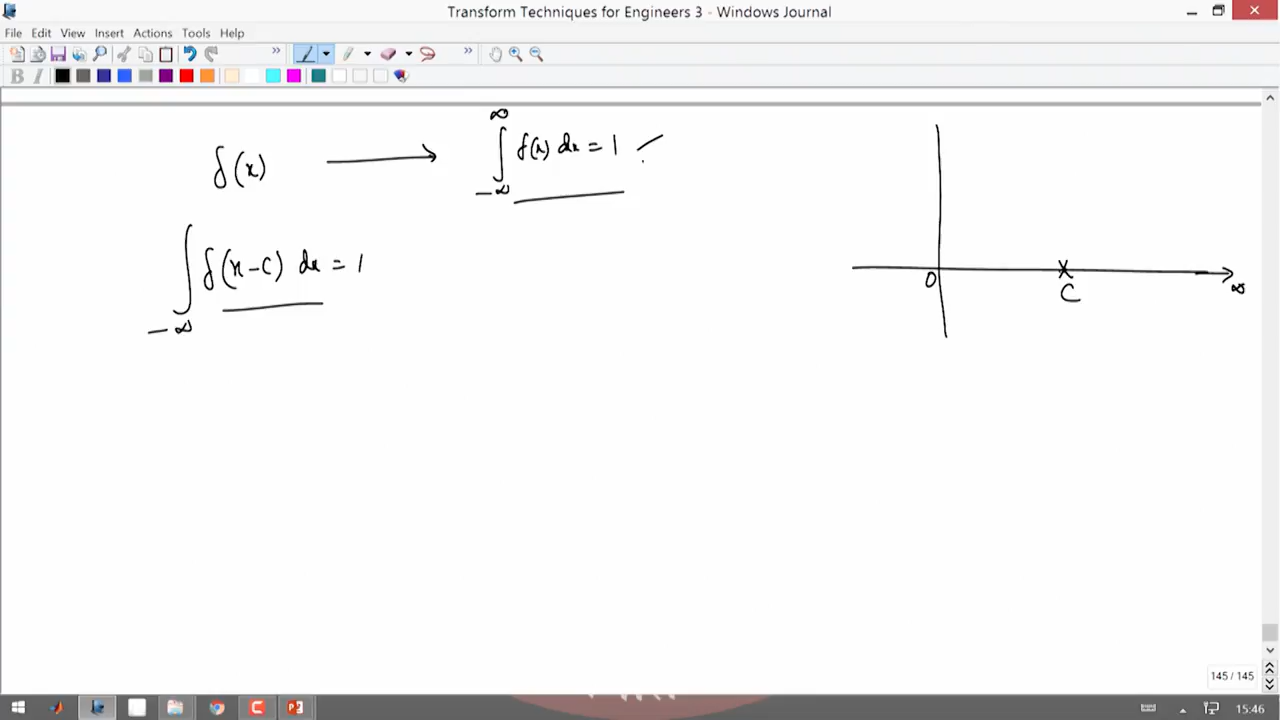 Transform Techniques for Engineers 3 - Windows Journal
File Edit View Insert Actions Tools Help
B I
δ(x) ⟶ ∫_{-∞}^{∞} δ(x) dx = 1 ✓
∫_{-∞} δ(x-c) dx = 1
0 C ∞
145 / 145
15:46